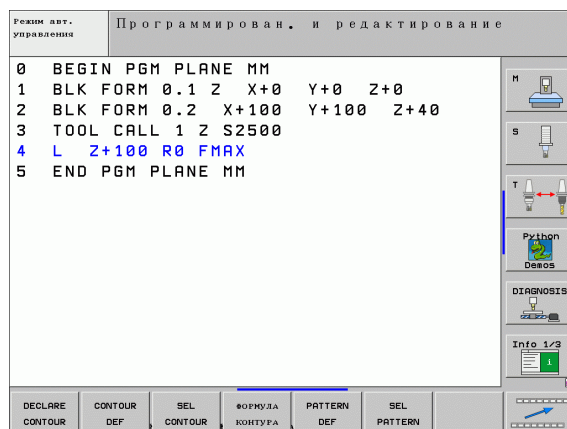 Режим авт.
управления
Программирован. и редактирование
0 BEGIN PGM PLANE MM
1 BLK FORM 0.1 Z X+0 Y+0 Z+0
2 BLK FORM 0.2 X+100 Y+100 Z+40
3 TOOL CALL 1 Z S2500
4 L Z+100 R0 FMAX
5 END PGM PLANE MM
M
S
T
Python
Demos
DIAGNOSIS
Info 1/3
i
DECLARE
CONTOUR
CONTOUR
DEF
SEL
CONTOUR
ФОРМУЛА
КОНТУРА
PATTERN
DEF
SEL
PATTERN